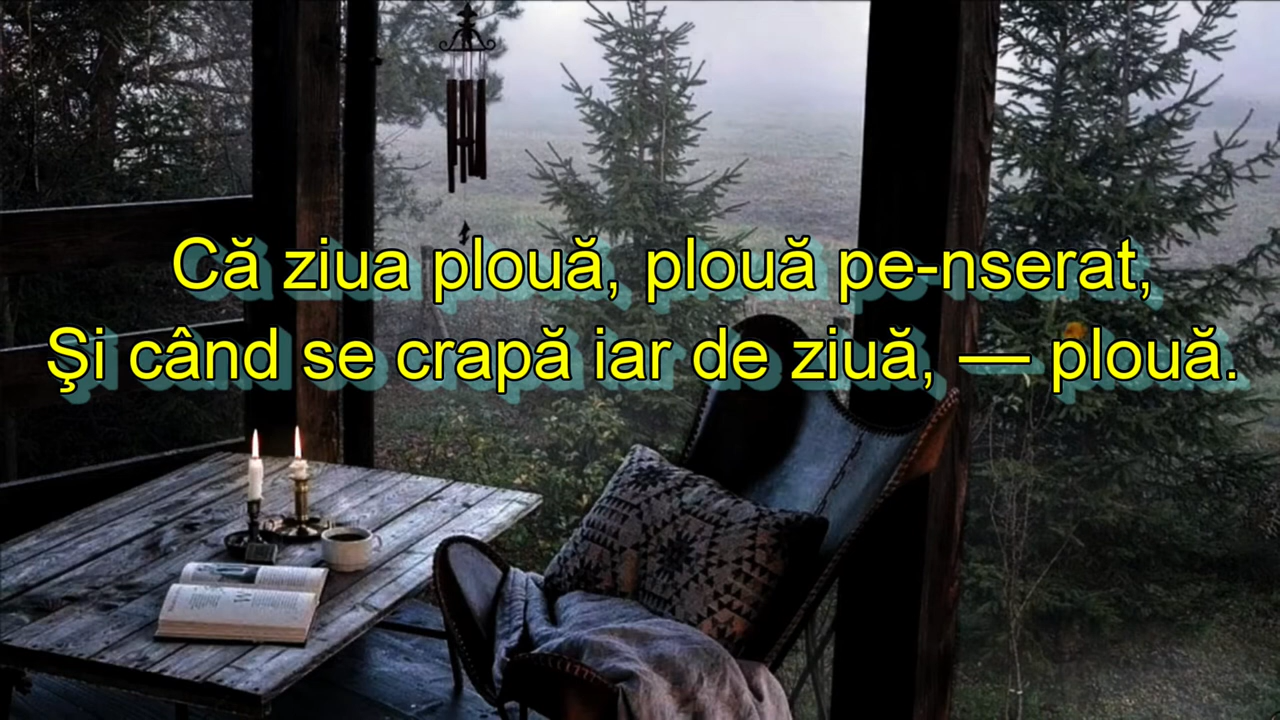 Că ziua plouă, plouă pe-nserat,
Şi când se crapă iar de ziuă, — plouă.